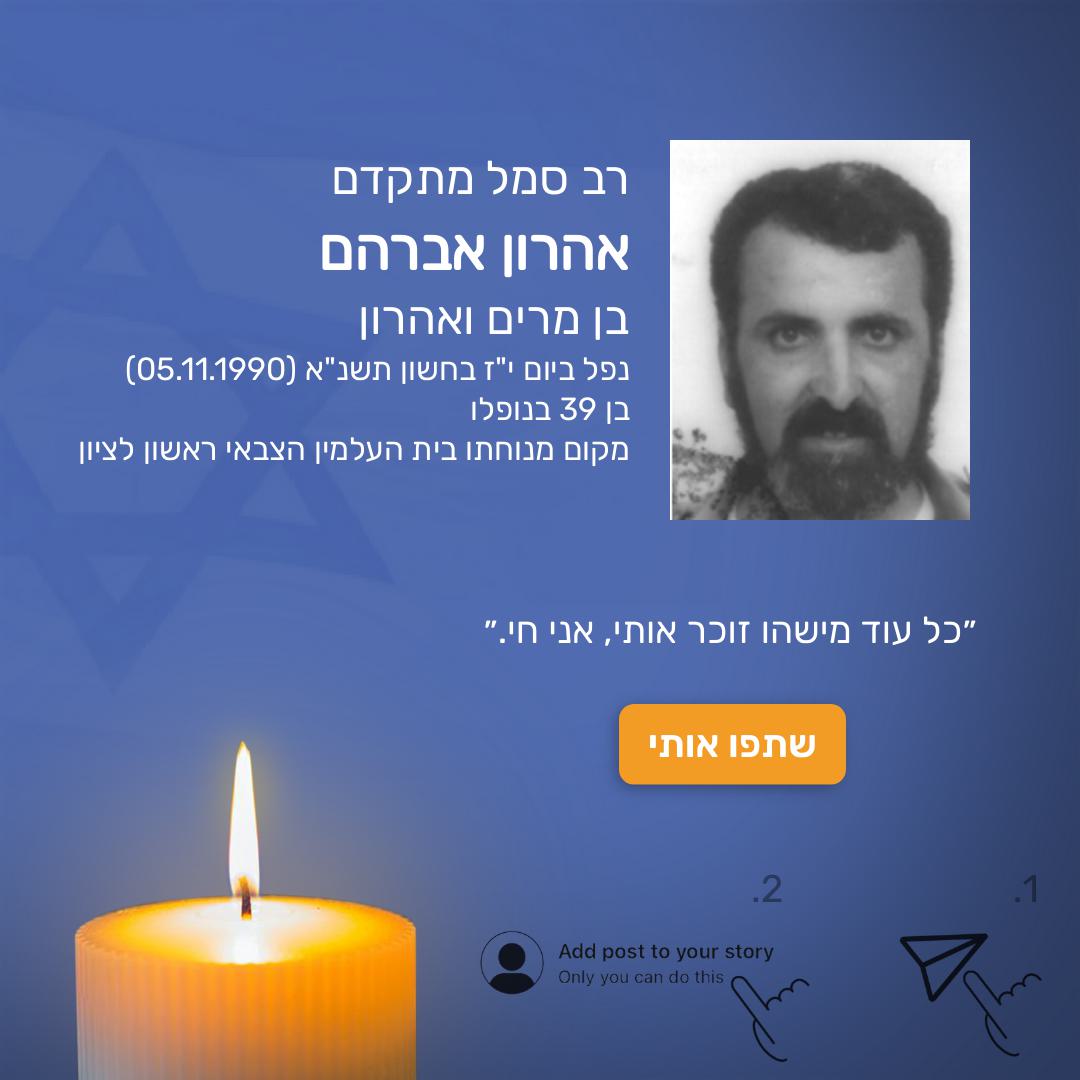 רב סמל מתקדם
אהרון אברהם
בן מרים ואהרון
נפל ביום י"ז בחשון תשנ"א (05.11.1990)
בן 39 בנופלו
מקום מנוחתו בית העלמין הצבאי ראשון לציון
״כל עוד מישהו זוכר אותי, אני חי.״
שתפו אותי
.1
.2
Add post to your story
Only you can do this